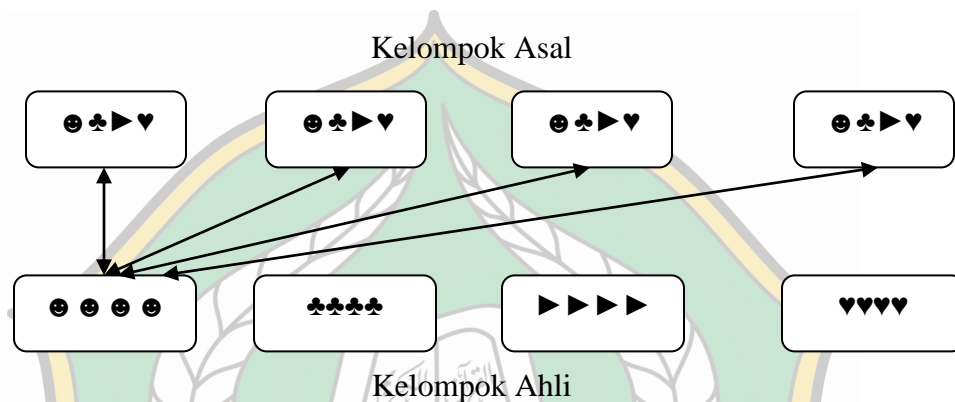 Kelompok Asal
☻♣►♥ ☻♣►♥ ☻♣►♥ ☻♣►♥
☻☻☻☻ ♣♣♣♣ ►►►► ♥♥♥♥
Kelompok Ahli